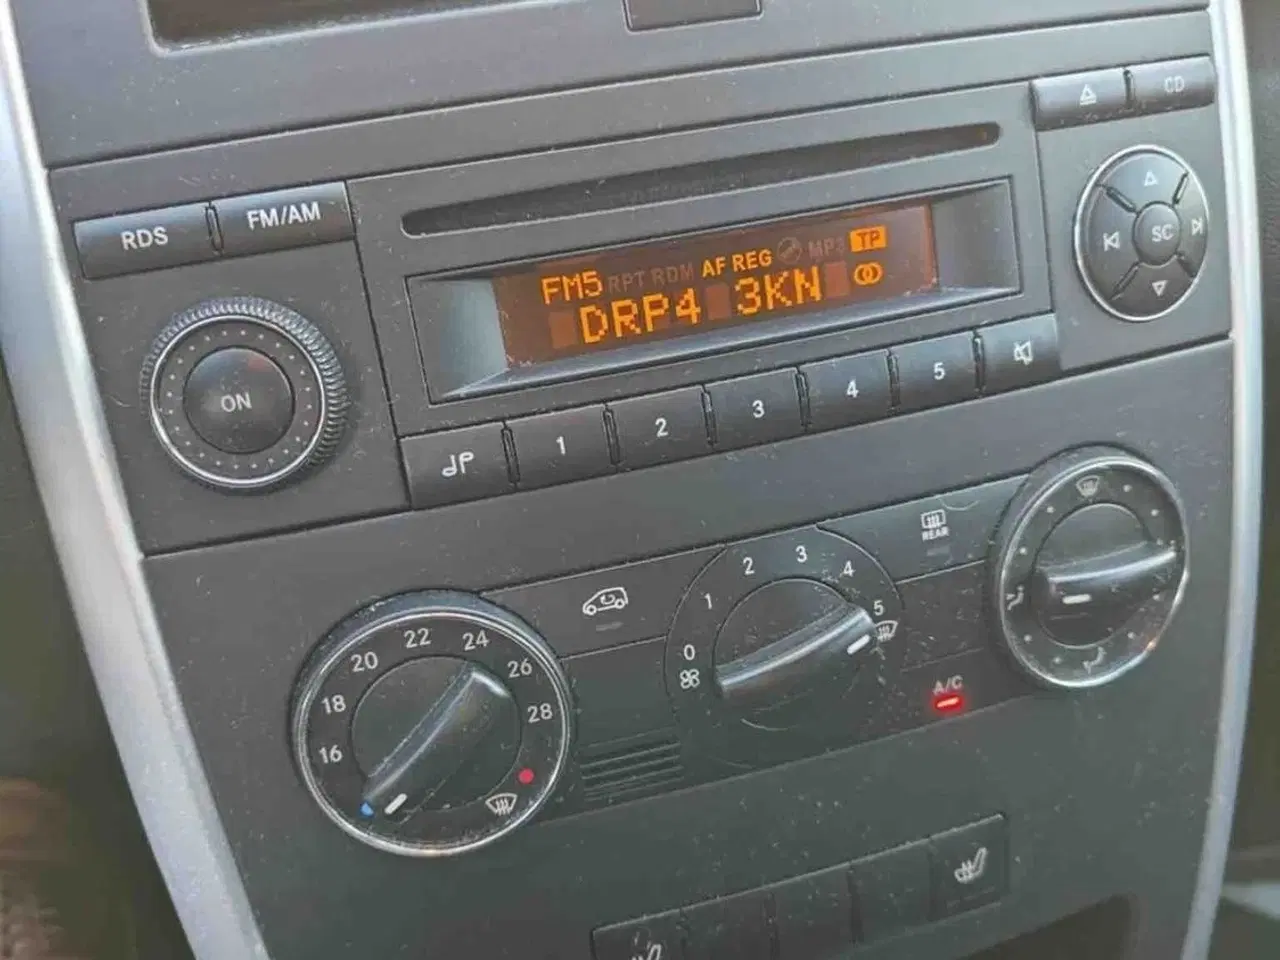 CD
RDS FM/AM
FM5 RPT RDM AF REG MP3 TP
DRP4 3KN
SC
ON
1 2 3 4 5
REAR
0 1 2 3 4 5
16 18 20 22 24 26 28
A/C